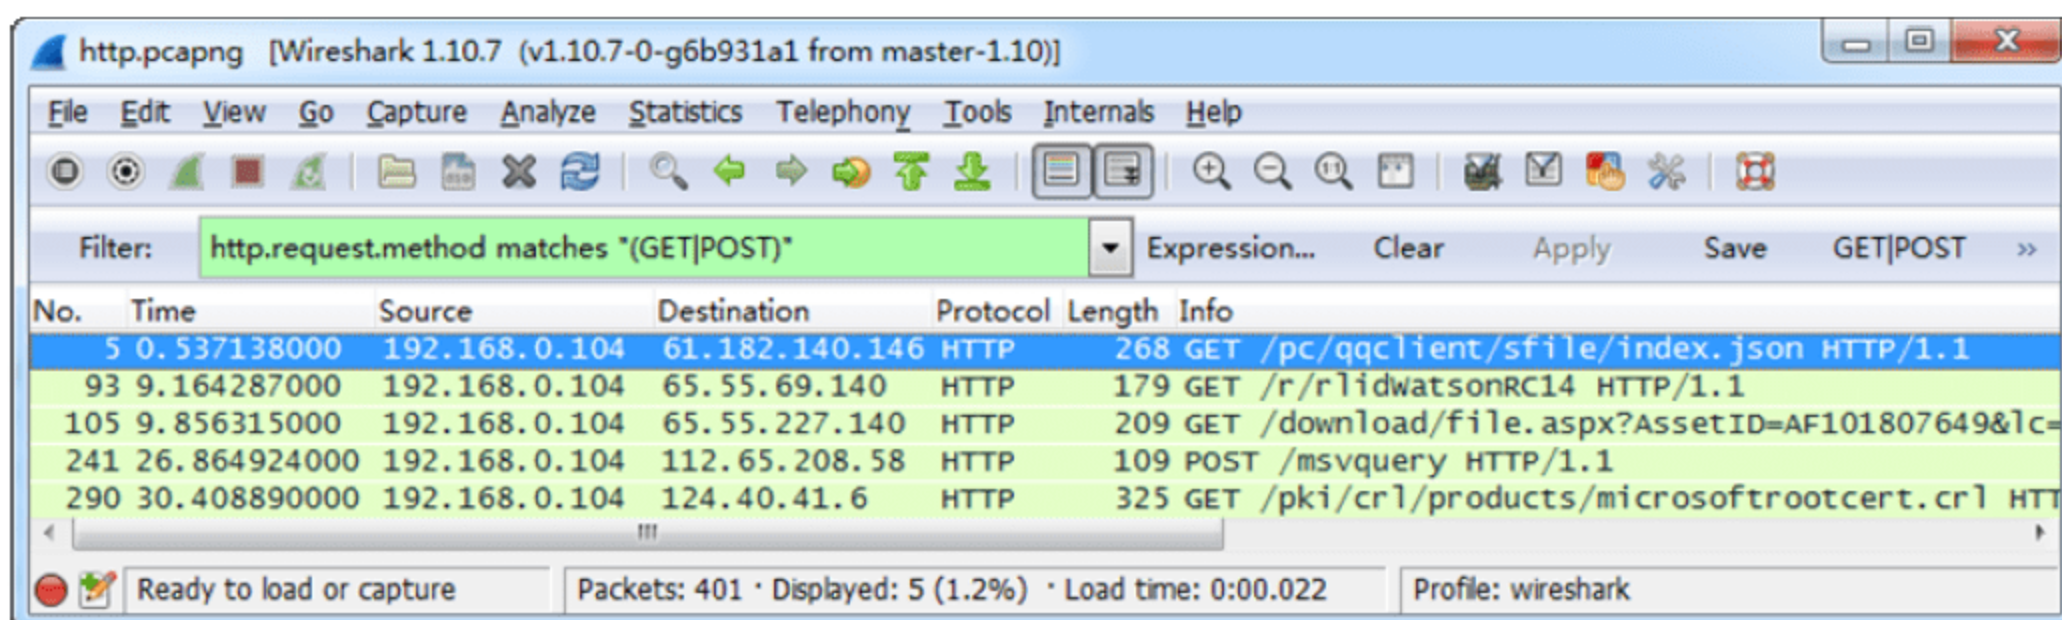 http.pcapng [Wireshark 1.10.7 (v1.10.7-0-g6b931a1 from master-1.10)]
File Edit View Go Capture Analyze Statistics Telephony Tools Internals Help
Filter: http.request.method matches "(GET|POST)" Expression... Clear Apply Save GET|POST »
No. Time Source Destination Protocol Length Info
5 0.537138000 192.168.0.104 61.182.140.146 HTTP 268 GET /pc/qqclient/sfile/index.json HTTP/1.1
93 9.164287000 192.168.0.104 65.55.69.140 HTTP 179 GET /r/rlidWatsonRC14 HTTP/1.1
105 9.856315000 192.168.0.104 65.55.227.140 HTTP 209 GET /download/file.aspx?AssetID=AF101807649&lc=
241 26.864924000 192.168.0.104 112.65.208.58 HTTP 109 POST /msvquery HTTP/1.1
290 30.408890000 192.168.0.104 124.40.41.6 HTTP 325 GET /pki/crl/products/microsoftrootcert.crl HTT
Ready to load or capture Packets: 401 · Displayed: 5 (1.2%) · Load time: 0:00.022 Profile: wireshark